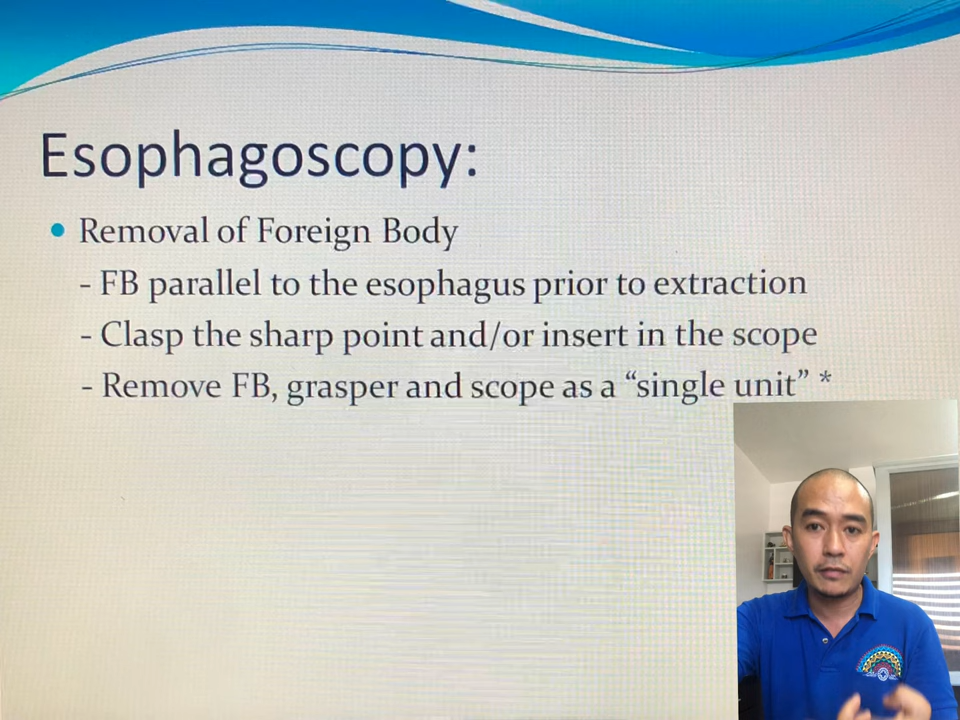 Esophagoscopy:
• Removal of Foreign Body
- FB parallel to the esophagus prior to extraction
- Clasp the sharp point and/or insert in the scope
- Remove FB, grasper and scope as a “single unit” *